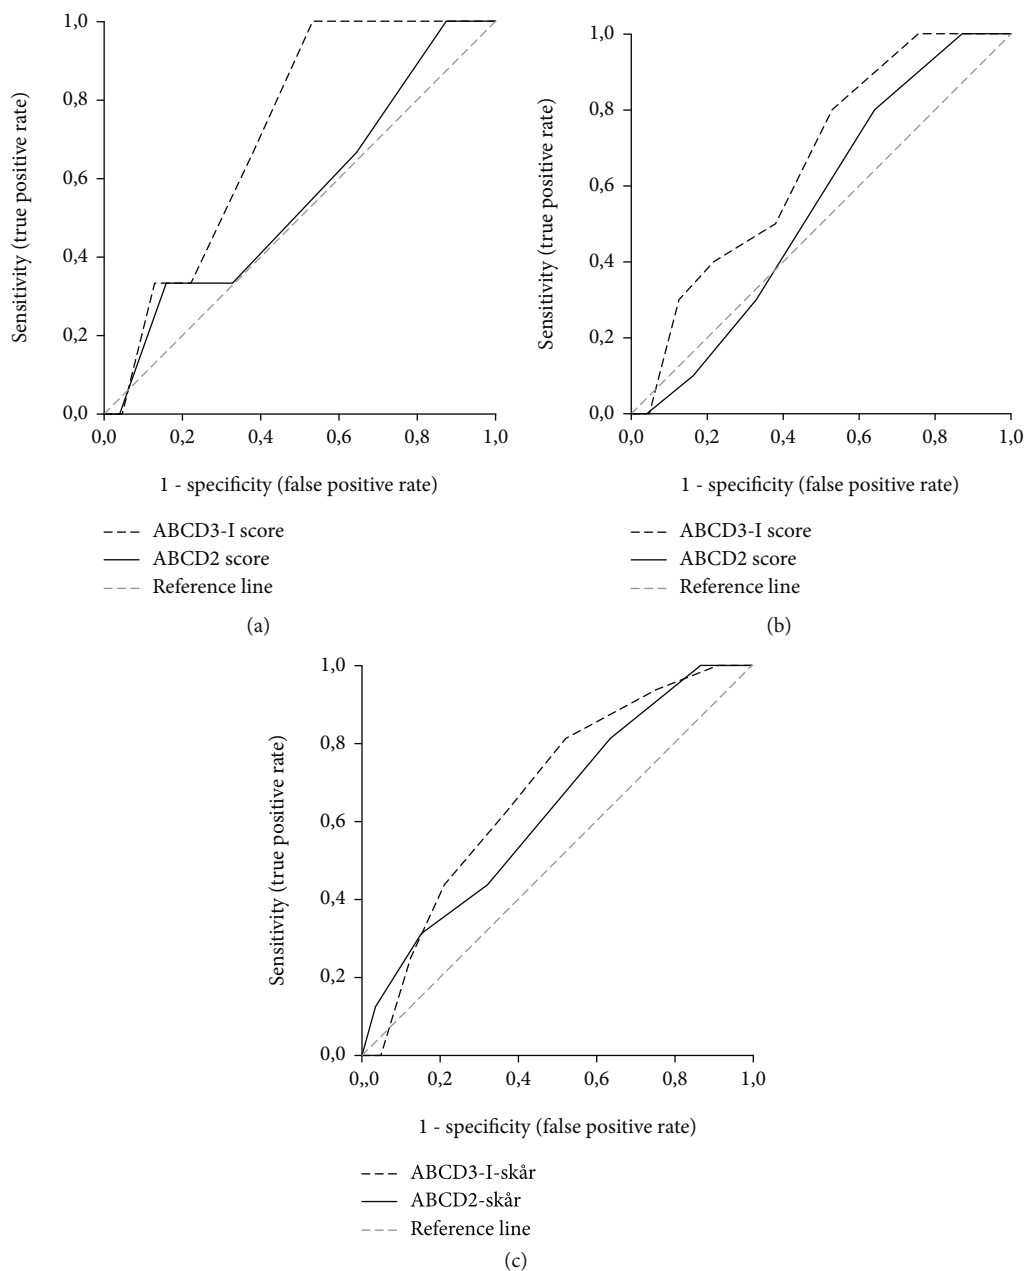 1,0
0,8
0,6
0,4
0,2
0,0
Sensitivity (true positive rate)
0,0 0,2 0,4 0,6 0,8 1,0
1 - specificity (false positive rate)
ABCD3-I score
ABCD2 score
Reference line
(a)
1,0
0,8
0,6
0,4
0,2
0,0
Sensitivity (true positive rate)
0,0 0,2 0,4 0,6 0,8 1,0
1 - specificity (false positive rate)
ABCD3-I score
ABCD2 score
Reference line
(b)
1,0
0,8
0,6
0,4
0,2
0,0
Sensitivity (true positive rate)
0,,0 0,2 0,4 0,6 0,8 1,0
1 - specificity (false positive rate)
ABCD3-I-skår
ABCD2-skår
Reference line
(c)